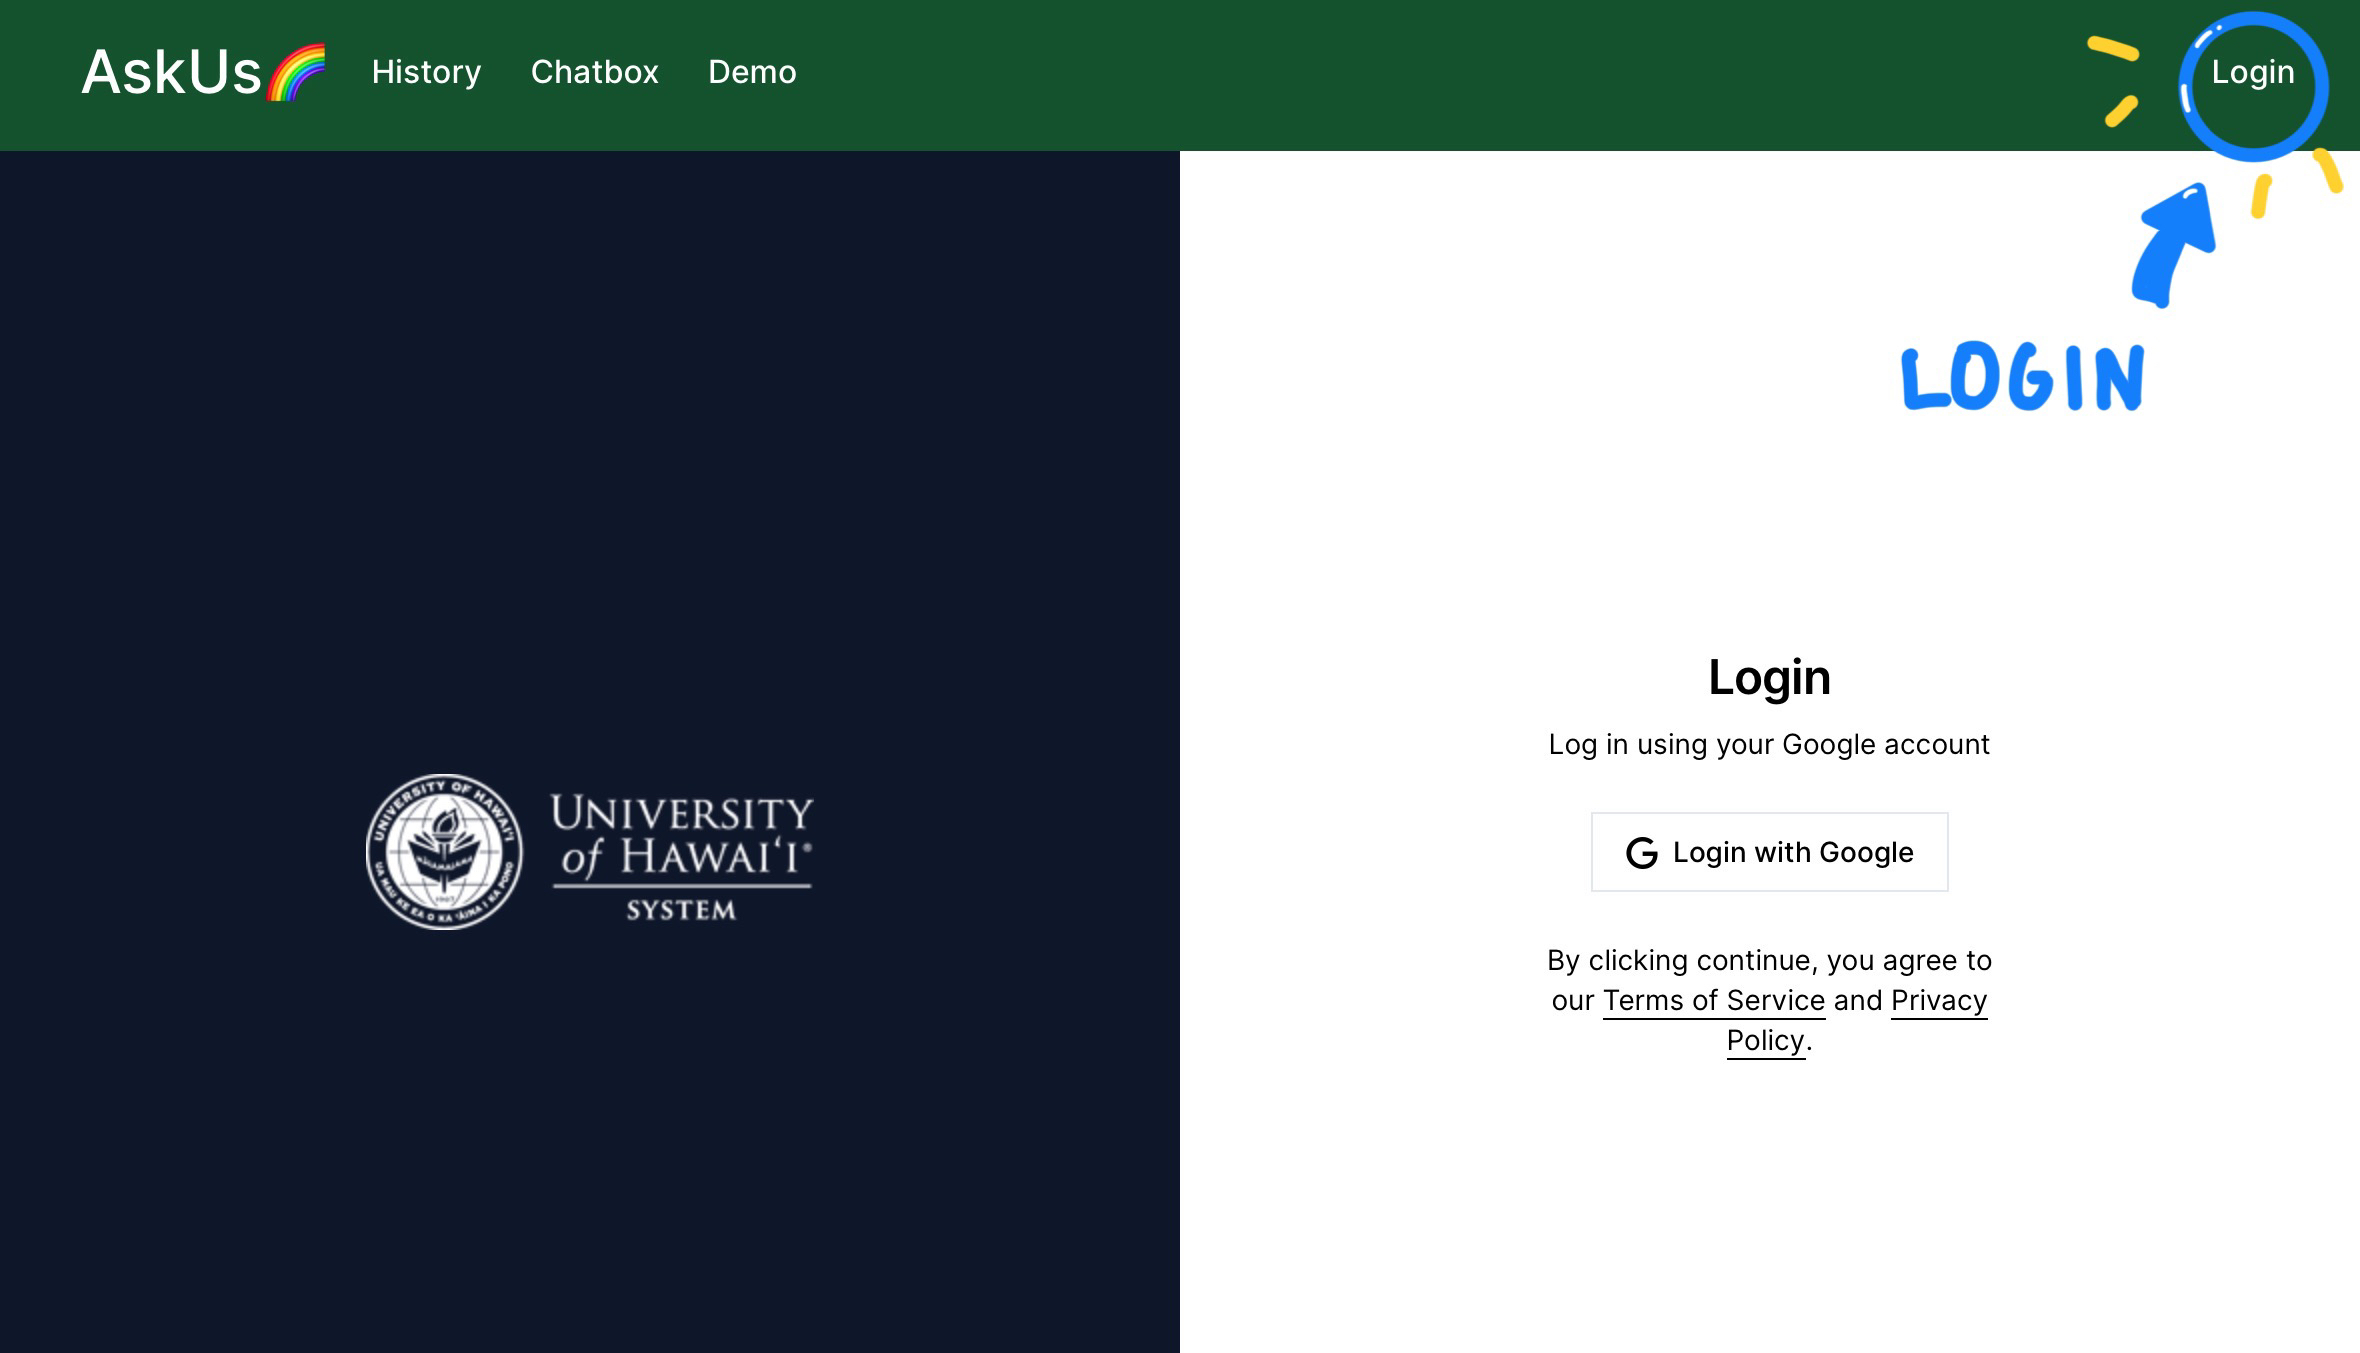 AskUs🌈 History Chatbox Demo Login
LOGIN
Login
Log in using your Google account
Login with Google
By clicking continue, you agree to
our Terms of Service and Privacy
Policy.
UNIVERSITY OF HAWAIʻI
UA MAU KE EA O KA ʻĀINA I KA PONO
UNIVERSITY
of HAWAIʻI®
SYSTEM